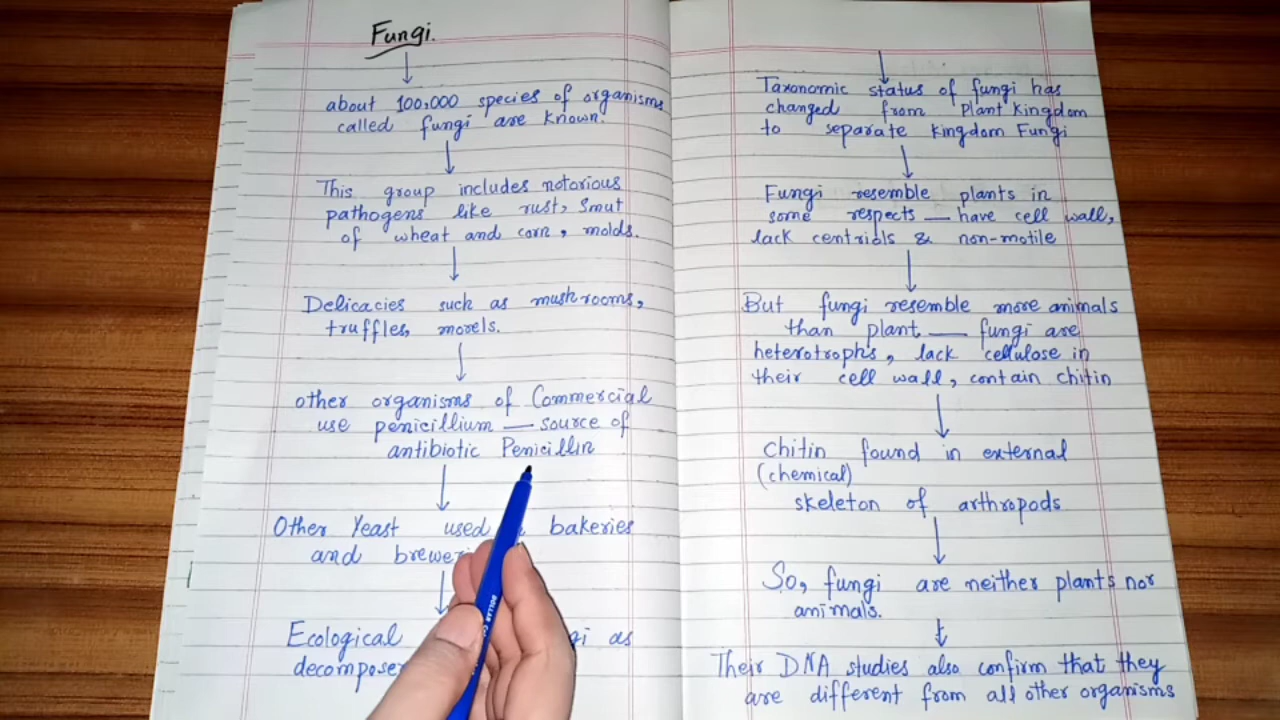 Fungi.
about 100,000 species of organisms
called fungi are known.
This group includes notorious
pathogens like rust, smut
of wheat and corn, molds.
Delicacies such as mushrooms,
truffles, morels.
other organisms of Commercial
use penicillium — source of
antibiotic Penicillin
Other Yeast used bakeries
and
Ecological as
Taxonomic status of fungi has
changed from Plant Kingdom
to separate Kingdom Fungi
Fungi resemble plants in
some respects — have cell wall,
lack centriols & non-motile
But fungi resemble more animals
than plant — fungi are
heterotrophs, lack cellulose in
their cell wall, contain chitin
Chitin found in external
(chemical)
skeleton of arthropods
So, fungi are neither plants nor
animals.
Their DNA studies also confirm that they
are different from all other organisms
DOLLAR